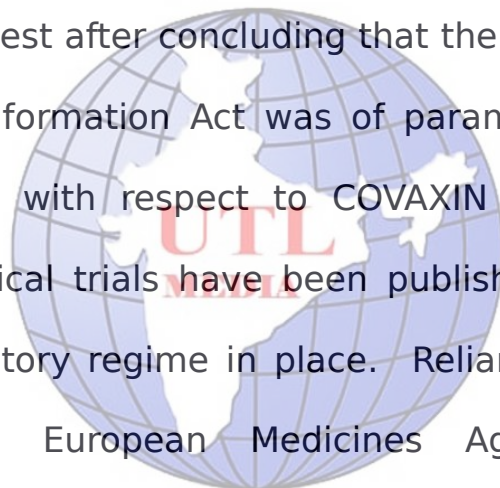 est after concluding that the
formation Act was of param
with respect to COVAXIN
UTL
MEDIA
ical trials have been publish
tory regime in place. Relian
European Medicines Ag